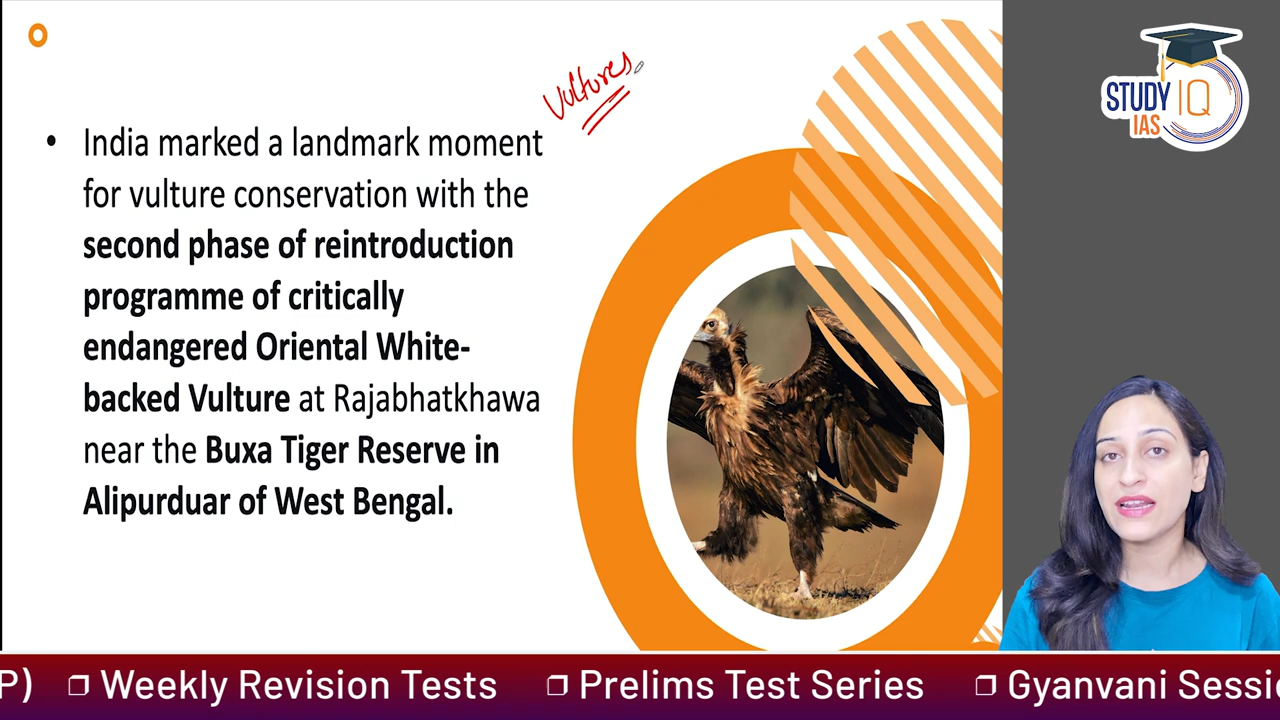 Vultures
STUDY IQ
IAS
• India marked a landmark moment
for vulture conservation with the
second phase of reintroduction
programme of critically
endangered Oriental White-
backed Vulture at Rajabhatkhawa
near the Buxa Tiger Reserve in
Alipurduar of West Bengal.
P) ❐ Weekly Revision Tests ❐ Prelims Test Series ❐ Gyanvani Sessi